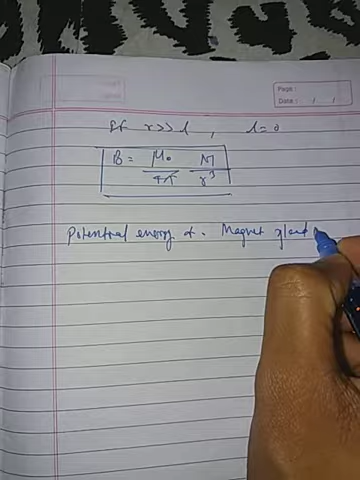 Page :
Date : / /
If r >> l , l = 0
B = μ₀/4π M/r³
Potential energy of a Magnet